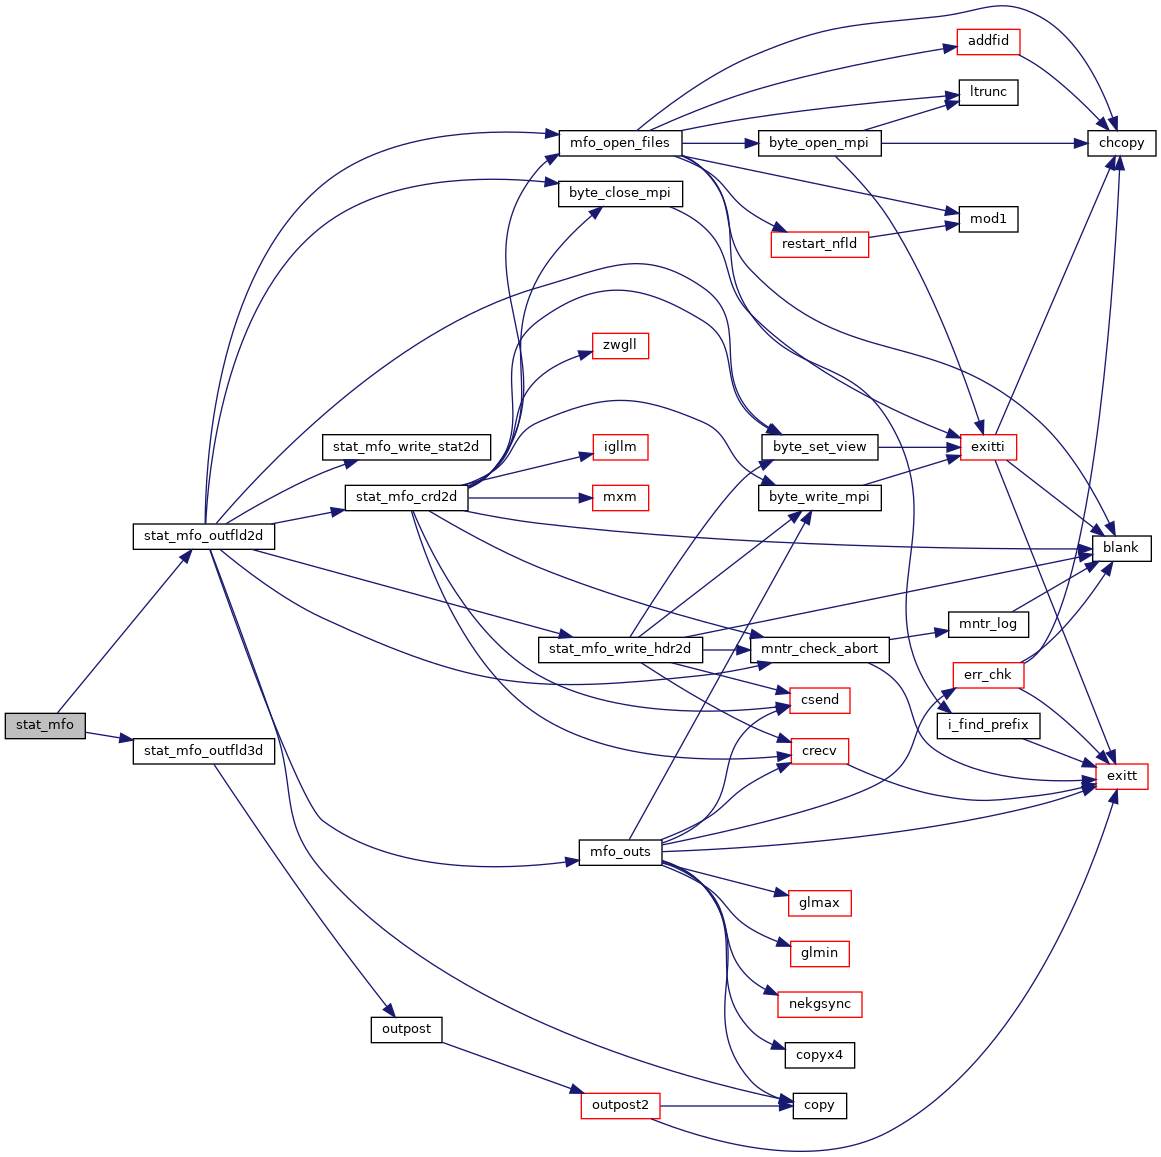 addfid
ltrunc
mfo_open_files
byte_open_mpi
chcopy
byte_close_mpi
mod1
restart_nfld
zwgll
stat_mfo_write_stat2d
igllm
byte_set_view
exitti
stat_mfo_crd2d
mxm
byte_write_mpi
stat_mfo_outfld2d
blank
mntr_log
stat_mfo_write_hdr2d
mntr_check_abort
err_chk
csend
stat_mfo
i_find_prefix
stat_mfo_outfld3d
crecv
exitt
mfo_outs
glmax
glmin
nekgsync
outpost
copyx4
outpost2
copy